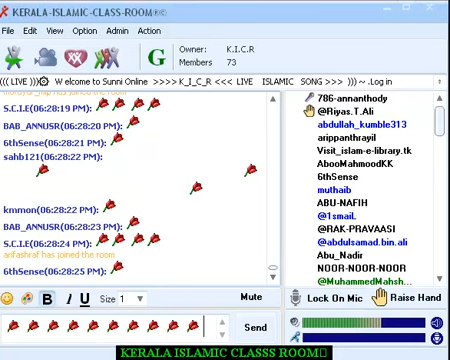 KERALA-ISLAMIC-CLASS-ROOM®©
File Edit View Option Admin Action
G
Owner: K.I.C.R
Members 73
((( LIVE ))) W elcome to Sunni Online >>>> K_I_C_R <<< LIVE ISLAMIC SONG >>> )))~ .Log in
S.C.I.E(06:28:19 PM):
BAB_ANNUSR(06:28:20 PM):
6thSense(06:28:21 PM):
sahb121(06:28:22 PM):
kmmon(06:28:22 PM):
BAB_ANNUSR(06:28:23 PM):
S.C.I.E(06:28:24 PM):
arifashraf has joined the room
6thSense(06:28:25 PM):
786-annanthody
@Riyas.T.Ali
abdullah_kumble313
arippanthrayil
Visit_islam-e-library.tk
AbooMahmoodKK
6thSense
muthaib
ABU-NAFIH
@1smaiL
@RAK-PRAVAASI
@abdulsamad.bin.ali
Abu_Nadir
NOOR-NOOR-NOOR
@MuhammedMahsh...
B I U Size 1 Mute
Lock On Mic Raise Hand
Send
KERALA ISLAMIC CLASSS ROOM